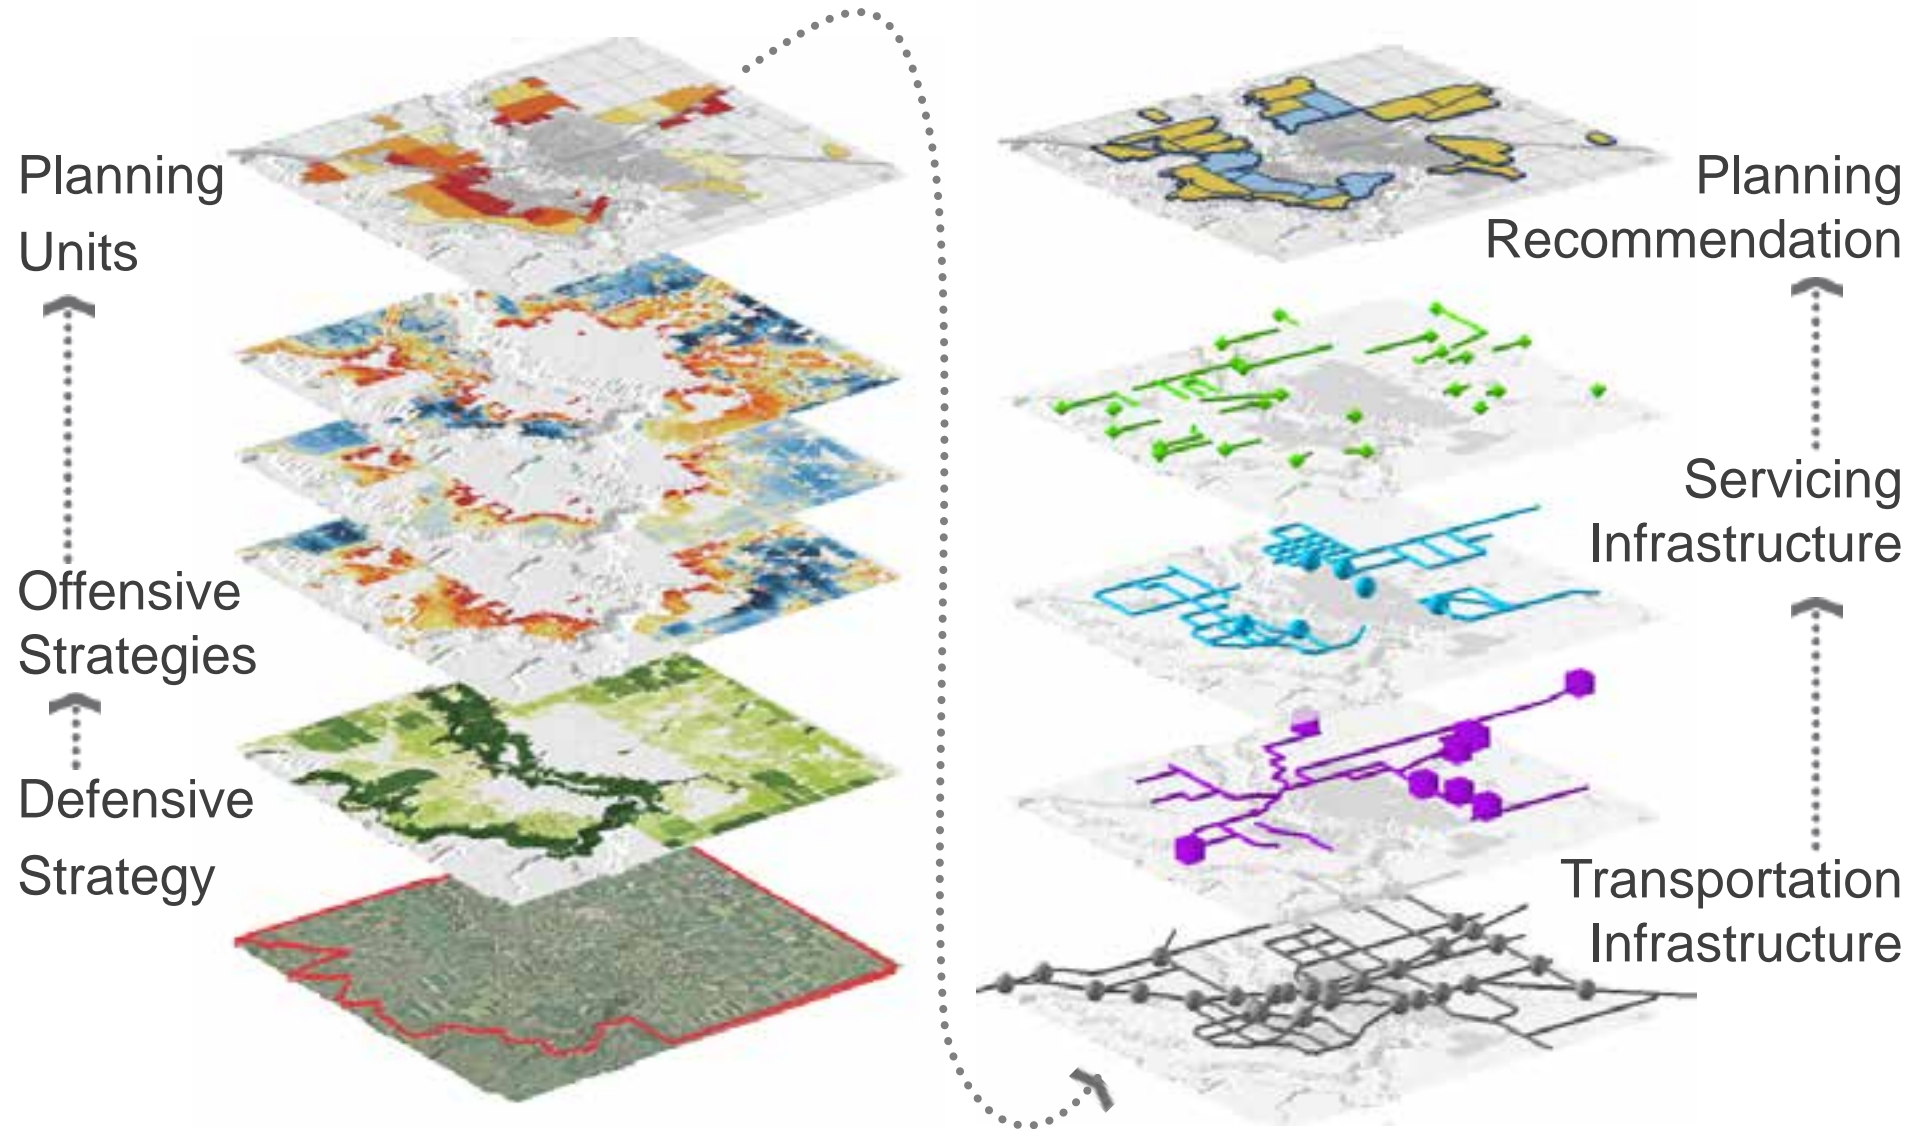 Planning
Units
Offensive
Strategies
Defensive
Strategy
Planning
Recommendation
Servicing
Infrastructure
Transportation
Infrastructure